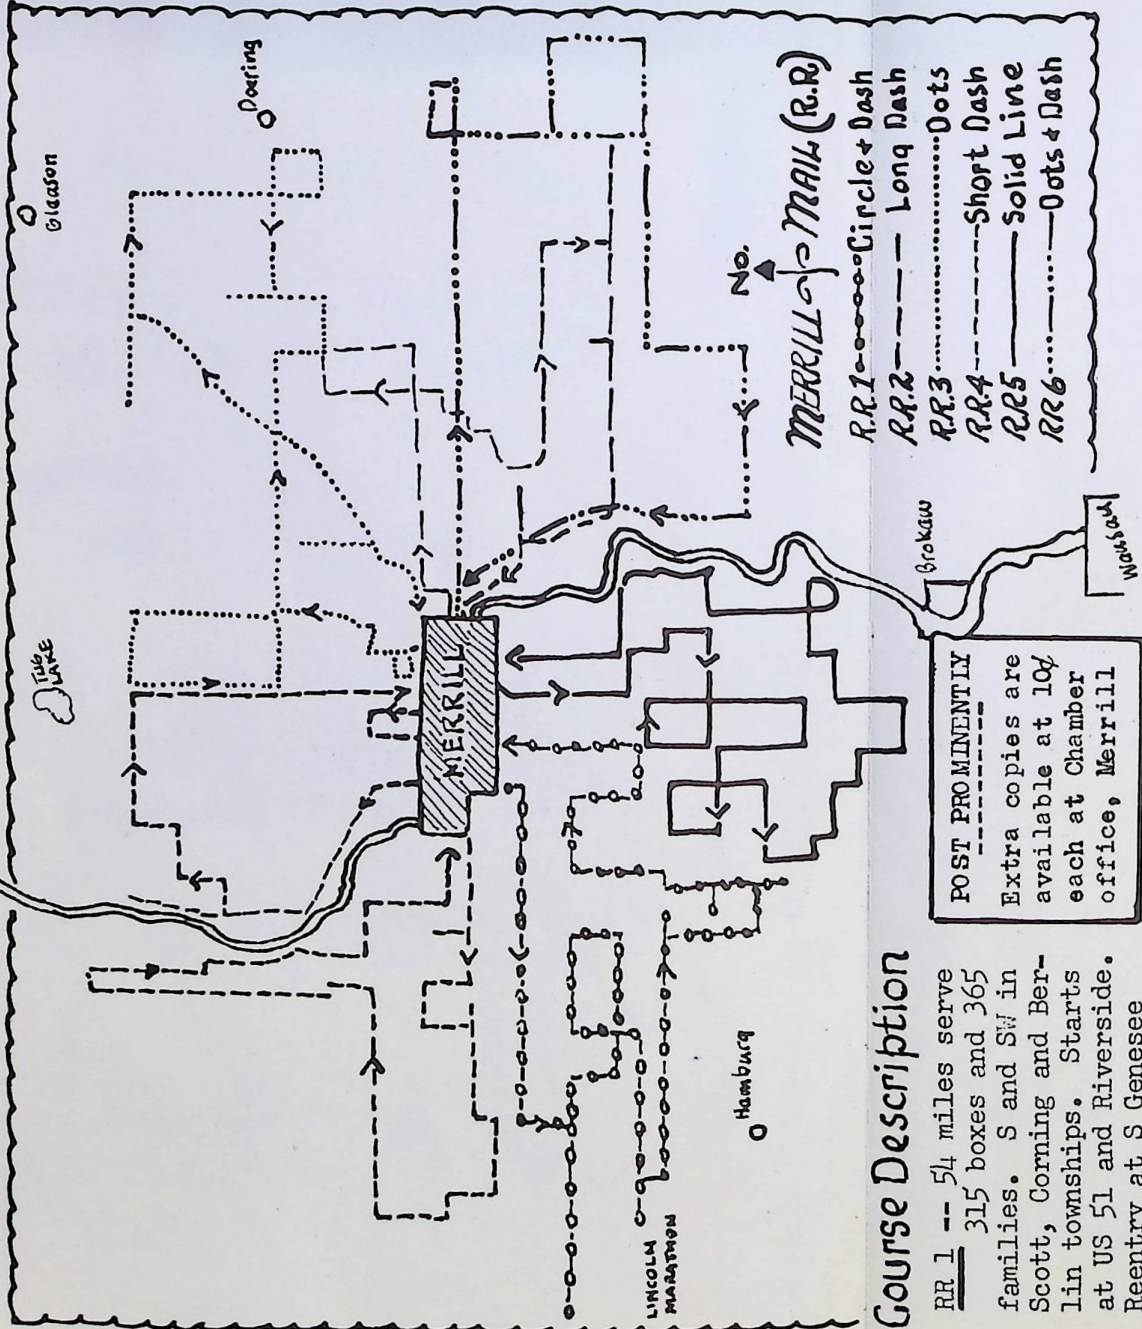 Gleason
Doering
TUG
LAKE
MERRILL
No.
MERRILL MAIL (R.R)
R.R.1 Circle & Dash
R.R.2 Long Dash
R.R.3 Dots
R.R.4 Short Dash
R.R.5 Solid Line
R.R.6 Dots & Dash
LINCOLN
MARATHON
Hamburg
Brokaw
Wausau
POST PROMINENTLY
Extra copies are
available at 10¢
each at Chamber
office, Merrill
Course Description
RR 1 -- 54 miles serve
315 boxes and 365
families. S and SW in
Scott, Corning and Ber-
lin townships. Starts
at US 51 and Riverside.
Reentry at S Genesee